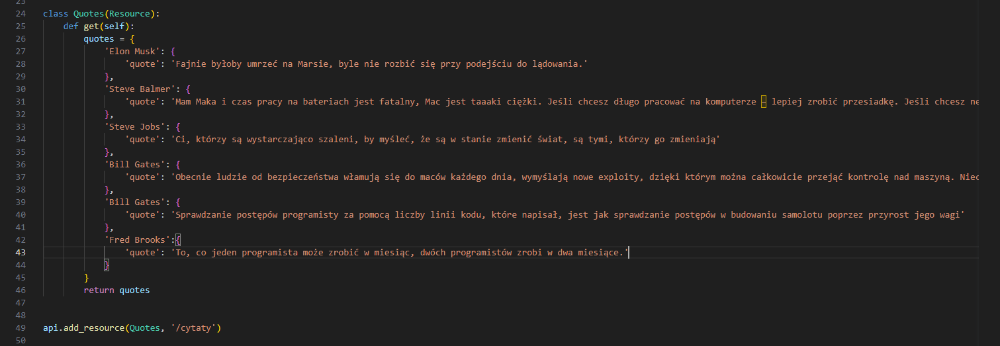 23
24 class Quotes(Resource):
25 def get(self):
26 quotes = {
27 'Elon Musk': {
28 'quote': 'Fajnie byłoby umrzeć na Marsie, byle nie rozbić się przy podejściu do lądowania.'
29 },
30 'Steve Balmer': {
31 'quote': 'Mam Maka i czas pracy na bateriach jest fatalny, Mac jest taaaki ciężki. Jeśli chcesz długo pracować na komputerze – lepiej zrobić przesiadkę. Jeśli chcesz ne
32 },
33 'Steve Jobs': {
34 'quote': 'Ci, którzy są wystarczająco szaleni, by myśleć, że są w stanie zmienić świat, są tymi, którzy go zmieniają'
35 },
36 'Bill Gates': {
37 'quote': 'Obecnie ludzie od bezpieczeństwa włamują się do maców każdego dnia, wymyślają nowe exploity, dzięki którym można całkowicie przejąć kontrolę nad maszyną. Niec
38 },
39 'Bill Gates': {
40 'quote': 'Sprawdzanie postępów programisty za pomocą liczby linii kodu, które napisał, jest jak sprawdzanie postępów w budowaniu samolotu poprzez przyrost jego wagi'
41 },
42 'Fred Brooks':{
43 'quote': 'To, co jeden programista może zrobić w miesiąc, dwóch programistów zrobi w dwa miesiące.'
44 }
45 }
46 return quotes
47
48
49 api.add_resource(Quotes, '/cytaty')
50